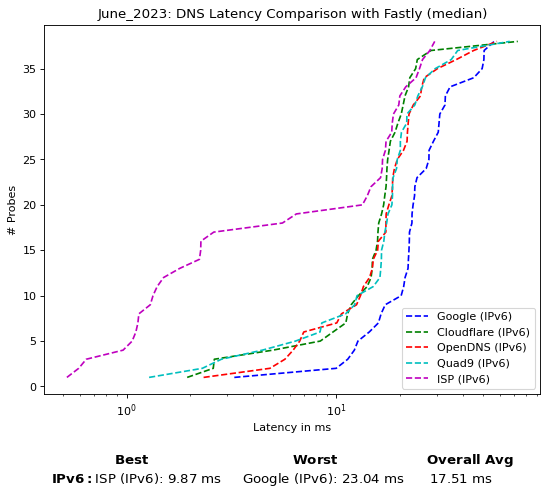 June_2023: DNS Latency Comparison with Fastly (median)
# Probes
35
30
25
20
15
10
5
0
Google (IPv6)
Cloudflare (IPv6)
OpenDNS (IPv6)
Quad9 (IPv6)
ISP (IPv6)
10⁰ 10¹
Latency in ms
Best Worst Overall Avg
IPv6: ISP (IPv6): 9.87 ms Google (IPv6): 23.04 ms 17.51 ms